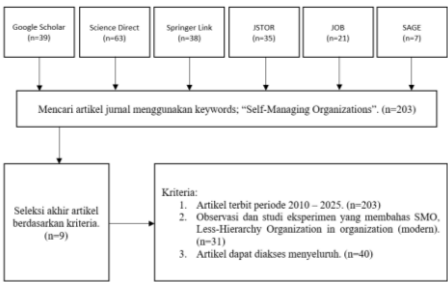 Google Scholar
(n=39)
Science Direct
(n=63)
Springer Link
(n=38)
JSTOR
(n=35)
JOB
(n=21)
SAGE
(n=7)
Mencari artikel jurnal menggunakan keywords; “Self-Managing Organizations”. (n=203)
Seleksi akhir artikel
berdasarkan kriteria.
(n=9)
Kriteria:
1. Artikel terbit periode 2010 – 2025. (n=203)
2. Observasi dan studi eksperimen yang membahas SMO,
Less-Hierarchy Organization in organization (modern).
(n=31)
3. Artikel dapat diakses menyeluruh. (n=40)